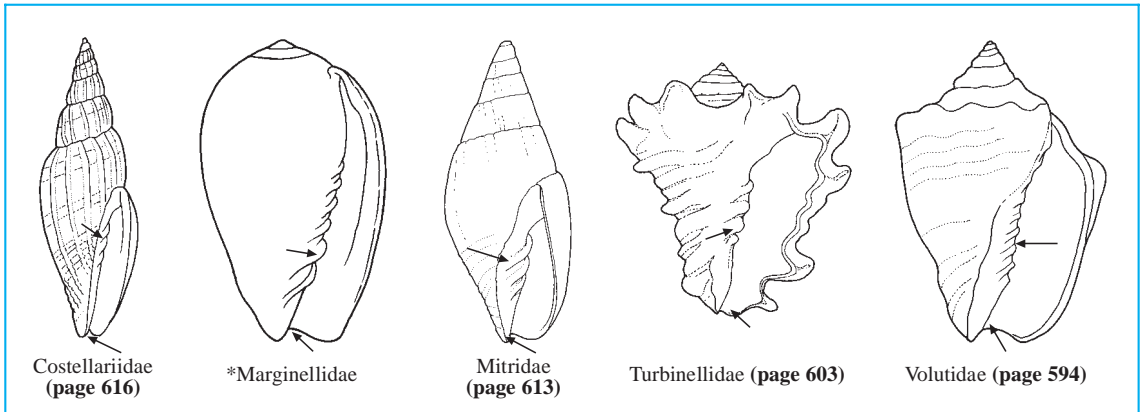 Costellariidae
(page 616)
*Marginellidae
Mitridae
(page 613)
Turbinellidae (page 603)
Volutidae (page 594)